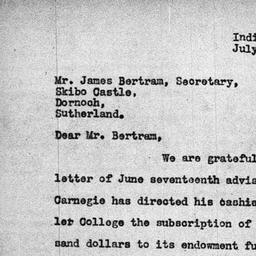 Indi
July
Mr. James Bertram, Secretary,
Skibo Castle,
Dornoch,
Sutherland.
Dear Mr. Bertram,
We are grateful
letter of June seventeenth advis
Carnegie has directed his cashie
ler College the subscription of
sand dollars to its endowment fu